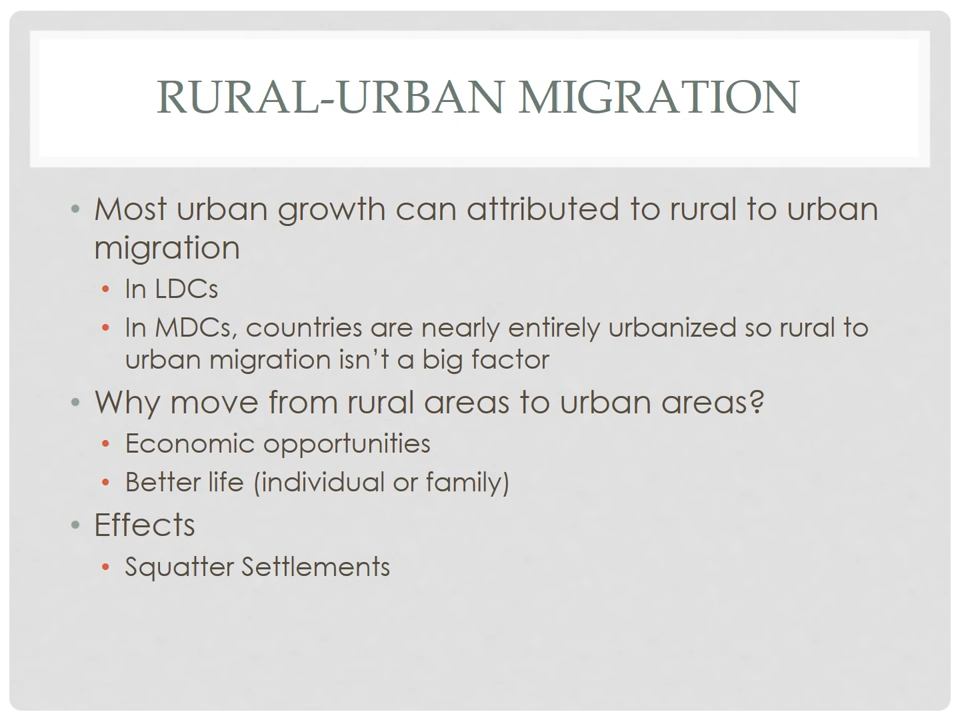 RURAL-URBAN MIGRATION
• Most urban growth can attributed to rural to urban
migration
• In LDCs
• In MDCs, countries are nearly entirely urbanized so rural to
urban migration isn't a big factor
• Why move from rural areas to urban areas?
• Economic opportunities
• Better life (individual or family)
• Effects
• Squatter Settlements